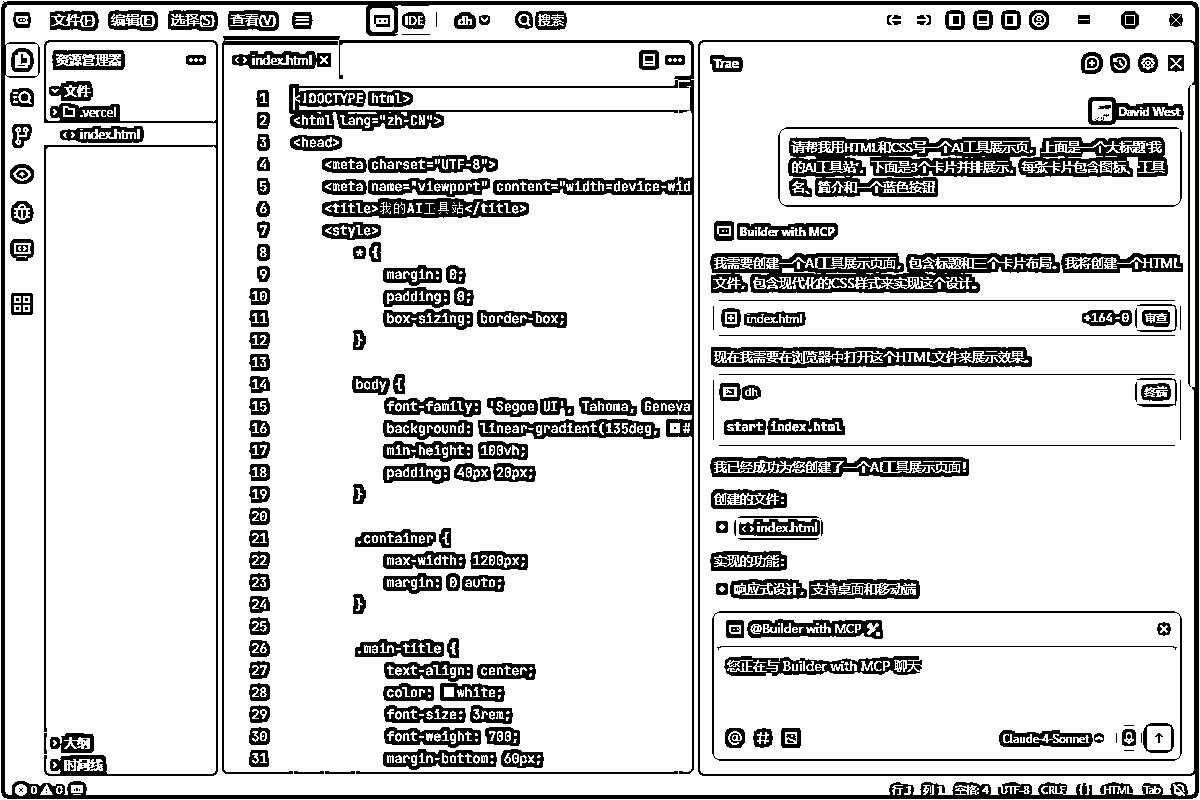 文件(F) 编辑(E) 选择(S) 查看(V) IDE dh 搜索
资源管理器
文件
.vercel
index.html
大纲
时间线
index.html
1 <!DOCTYPE html>
2 <html lang="zh-CN">
3 <head>
4 <meta charset="UTF-8">
5 <meta name="viewport" content="width=device-wid
6 <title>我的AI工具站</title>
7 <style>
8 * {
9 margin: 0;
10 padding: 0;
11 box-sizing: border-box;
12 }
13
14 body {
15 font-family: 'Segoe UI', Tahoma, Geneva
16 background: linear-gradient(135deg, #
17 min-height: 100vh;
18 padding: 40px 20px;
19 }
20
21 .container {
22 max-width: 1200px;
23 margin: 0 auto;
24 }
25
26 .main-title {
27 text-align: center;
28 color: white;
29 font-size: 3rem;
30 font-weight: 700;
31 margin-bottom: 60px;
Trae
David West
请帮我用HTML和CSS写一个AI工具展示页，上面是一个大标题“我
的AI工具站”，下面是3个卡片并排展示，每张卡片包含图标、工具
名、简介和一个蓝色按钮
Builder with MCP
我需要创建一个AI工具展示页面，包含标题和三个卡片布局。我将创建一个HTML
文件，包含现代化的CSS样式来实现这个设计。
index.html +164 -0 审查
现在我需要在浏览器中打开这个HTML文件来展示效果。
dh 终端
start index.html
我已经成功为您创建了一个AI工具展示页面！
创建的文件：
index.html
实现的功能：
响应式设计，支持桌面和移动端
@Builder with MCP
您正在与 Builder with MCP 聊天
@ # Claude-4-Sonnet
0 0 行 1 列 1 空格: 4 UTF-8 CRLF {} HTML Tab